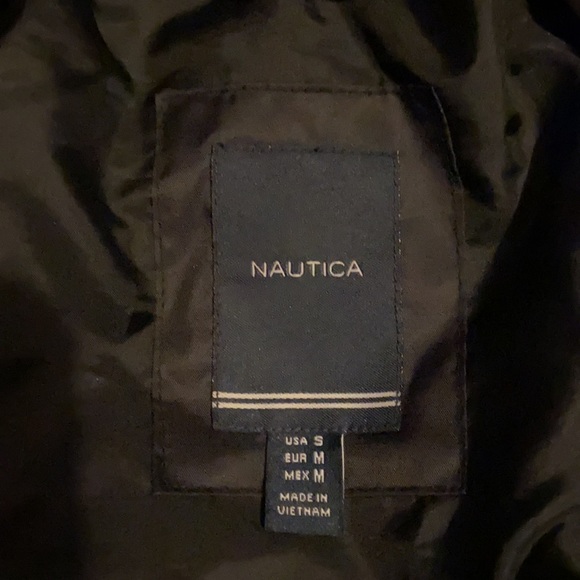 NAUTICA
USA S
EUR M
MEX M
MADE IN
VIETNAM